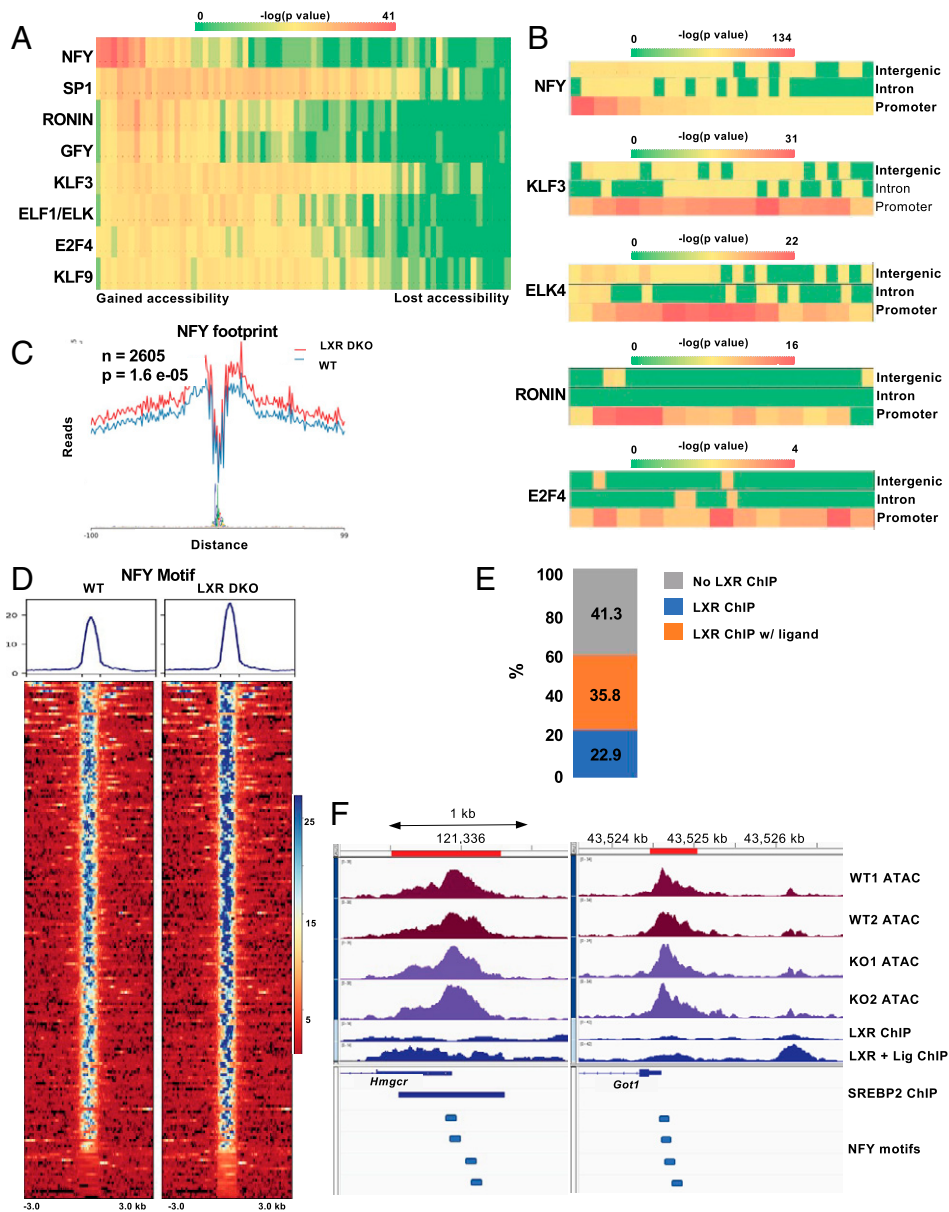 A
0 -log(p value) 41
NFY
SP1
RONIN
GFY
KLF3
ELF1/ELK
E2F4
KLF9
Gained accessibility Lost accessibility
B
0 -log(p value) 134
NFY
Intergenic
Intron
Promoter
0 -log(p value) 31
KLF3
Intergenic
Intron
Promoter
0 -log(p value) 22
ELK4
Intergenic
Intron
Promoter
0 -log(p value) 16
RONIN
Intergenic
Intron
Promoter
0 -log(p value) 4
E2F4
Intergenic
Intron
Promoter
C
NFY footprint
n = 2605
p = 1.6 e-05
LXR DKO
WT
Reads
-100 99
Distance
D
NFY Motif
WT LXR DKO
20
10
0
25
15
5
-3.0 3.0 kb -3.0 3.0 kb
E
100
80
60
40
20
0
%
41.3
35.8
22.9
No LXR ChIP
LXR ChIP
LXR ChIP w/ ligand
F
1 kb
121,336 43,524 kb 43,525 kb 43,526 kb
WT1 ATAC
WT2 ATAC
KO1 ATAC
KO2 ATAC
LXR ChIP
LXR + Lig ChIP
Hmgcr Got1
SREBP2 ChIP
NFY motifs